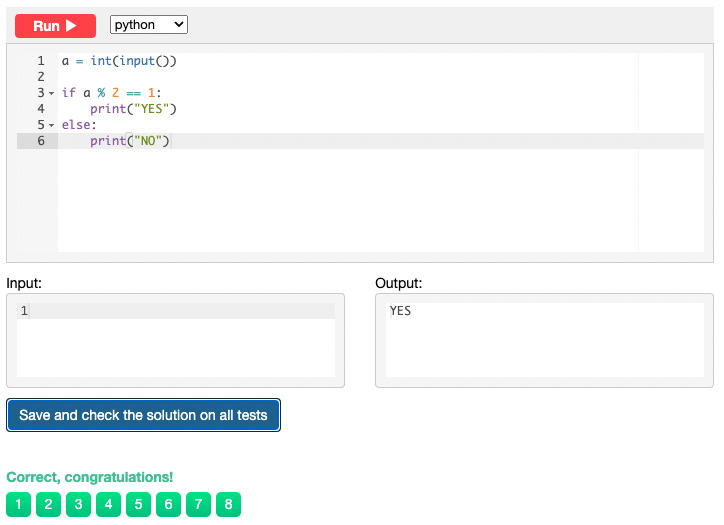 Run ▶ python
1 a = int(input())
2
3 if a % 2 == 1:
4 print("YES")
5 else:
6 print("NO")
Input: Output:
1 YES
Save and check the solution on all tests
Correct, congratulations!
1 2 3 4 5 6 7 8